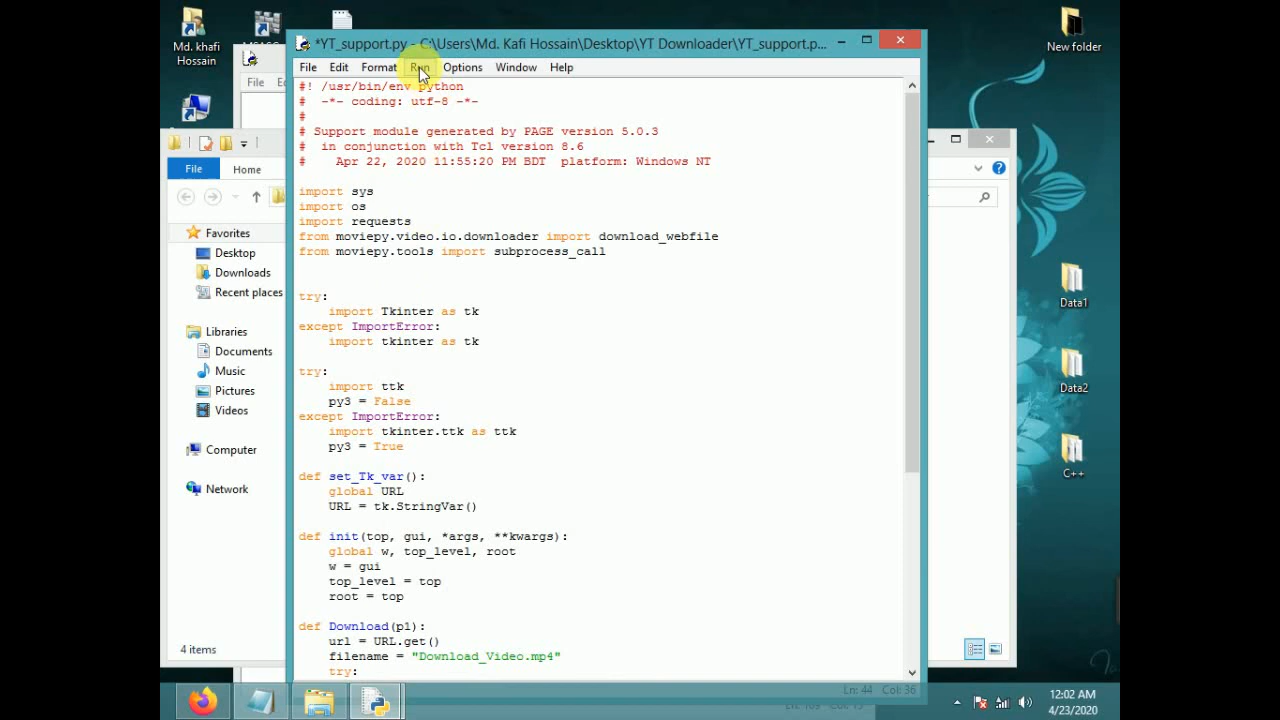 Md. khafi
Hossain
New folder
*YT_support.py - C:\Users\Md. Kafi Hossain\Desktop\YT Downloader\YT_support.p...
File Edit Format Run Options Window Help
File
#! /usr/bin/env python
#  -*- coding: utf-8 -*-
#
# Support module generated by PAGE version 5.0.3
#  in conjunction with Tcl version 8.6
#    Apr 22, 2020 11:55:20 PM BDT  platform: Windows NT
import sys
import os
import requests
from moviepy.video.io.downloader import download_webfile
from moviepy.tools import subprocess_call
try:
    import Tkinter as tk
except ImportError:
    import tkinter as tk
try:
    import ttk
    py3 = False
except ImportError:
    import tkinter.ttk as ttk
    py3 = True
def set_Tk_var():
    global URL
    URL = tk.StringVar()
def init(top, gui, *args, **kwargs):
    global w, top_level, root
    w = gui
    top_level = top
    root = top
def Download(p1):
    url = URL.get()
    filename = "Download_Video.mp4"
    try:
Ln: 44 Col: 36
File Home
Favorites
Desktop
Downloads
Recent places
Libraries
Documents
Music
Pictures
Videos
Computer
Network
4 items
Data1
Data2
C++
12:02 AM
4/23/2020